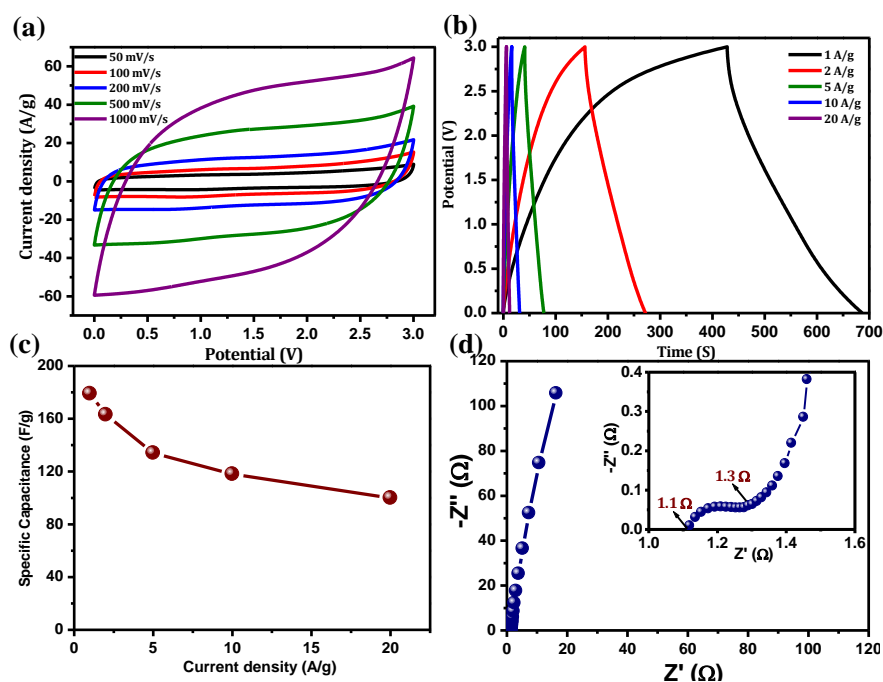 (a)
60
40
20
0
-20
-40
-60
Current density (A/g)
50 mV/s
100 mV/s
200 mV/s
500 mV/s
1000 mV/s
0.0 0.5 1.0 1.5 2.0 2.5 3.0
Potential (V)
(b)
3.0
2.5
2.0
1.5
1.0
0.5
0.0
Potential (V)
1 A/g
2 A/g
5 A/g
10 A/g
20 A/g
0 100 200 300 400 500 600 700
Time (S)
(c)
200
160
120
80
40
0
Specific Capacitance (F/g)
0 5 10 15 20
Current density (A/g)
(d)
120
100
80
60
40
20
0
-Z'' (Ω)
0 20 40 60 80 100 120
Z' (Ω)
0.4
0.3
0.2
0.1
0.0
-Z'' (Ω)
1.3 Ω
1.1 Ω
1.0 1.2 1.4 1.6
Z' (Ω)